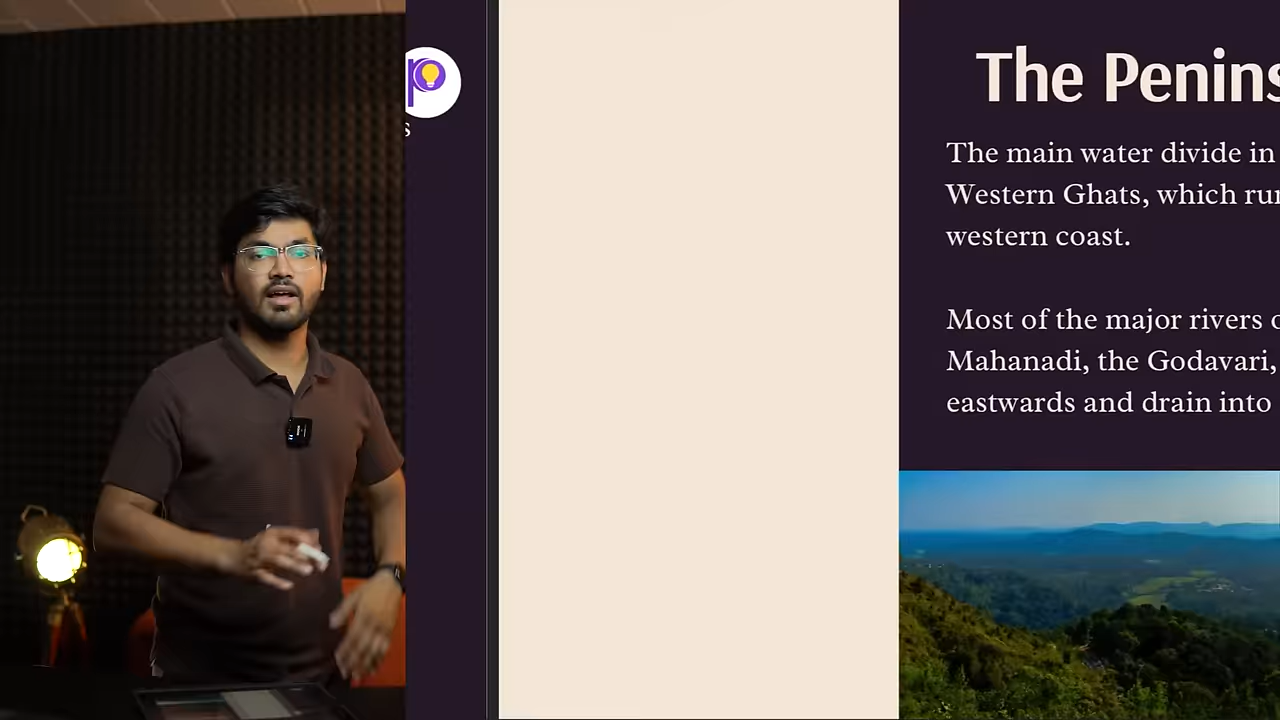 p
s
The Penins
The main water divide in
Western Ghats, which run
western coast.
Most of the major rivers o
Mahanadi, the Godavari,
eastwards and drain into